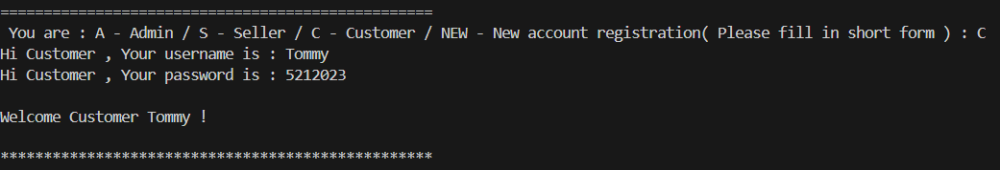 ==================================================
You are : A - Admin / S - Seller / C - Customer / NEW - New account registration( Please fill in short form ) : C
Hi Customer , Your username is : Tommy
Hi Customer , Your password is : 5212023
Welcome Customer Tommy !
**************************************************